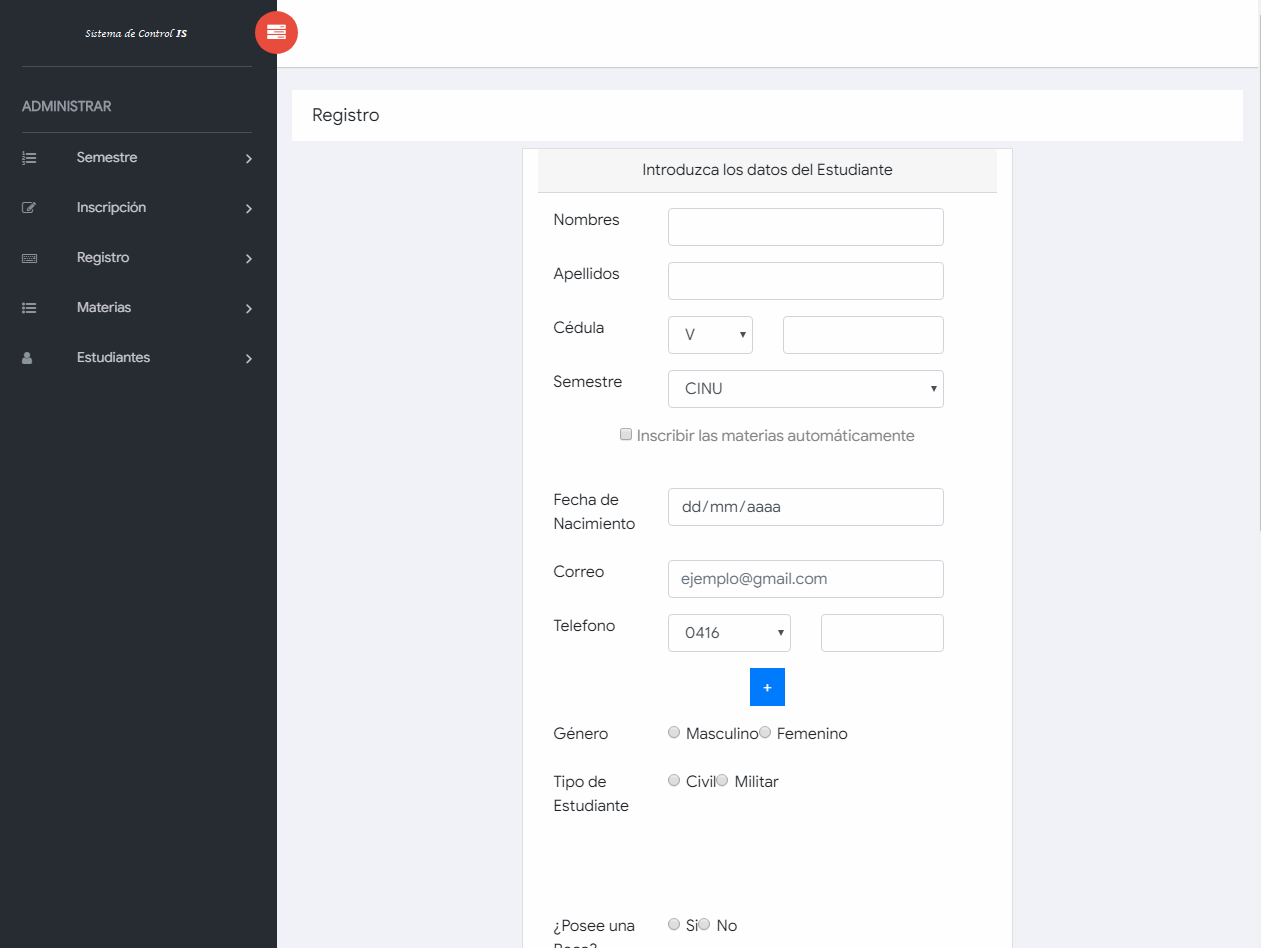 Sistema de Control IS
ADMINISTRAR
Semestre
Inscripción
Registro
Materias
Estudiantes
Registro
Introduzca los datos del Estudiante
Nombres
Apellidos
Cédula V
Semestre CINU
Inscribir las materias automáticamente
Fecha de
Nacimiento
dd/mm/aaaa
Correo ejemplo@gmail.com
Telefono 0416
+
Género Masculino Femenino
Tipo de
Estudiante
Civil Militar
¿Posee una
Beca?
Si No